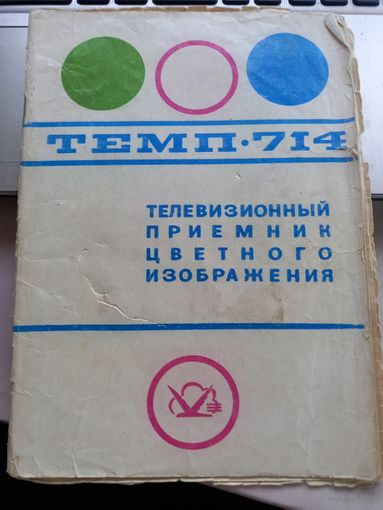 ТЕМП·714
ТЕЛЕВИЗИОННЫЙ
ПРИЕМНИК
ЦВЕТНОГО
ИЗОБРАЖЕНИЯ